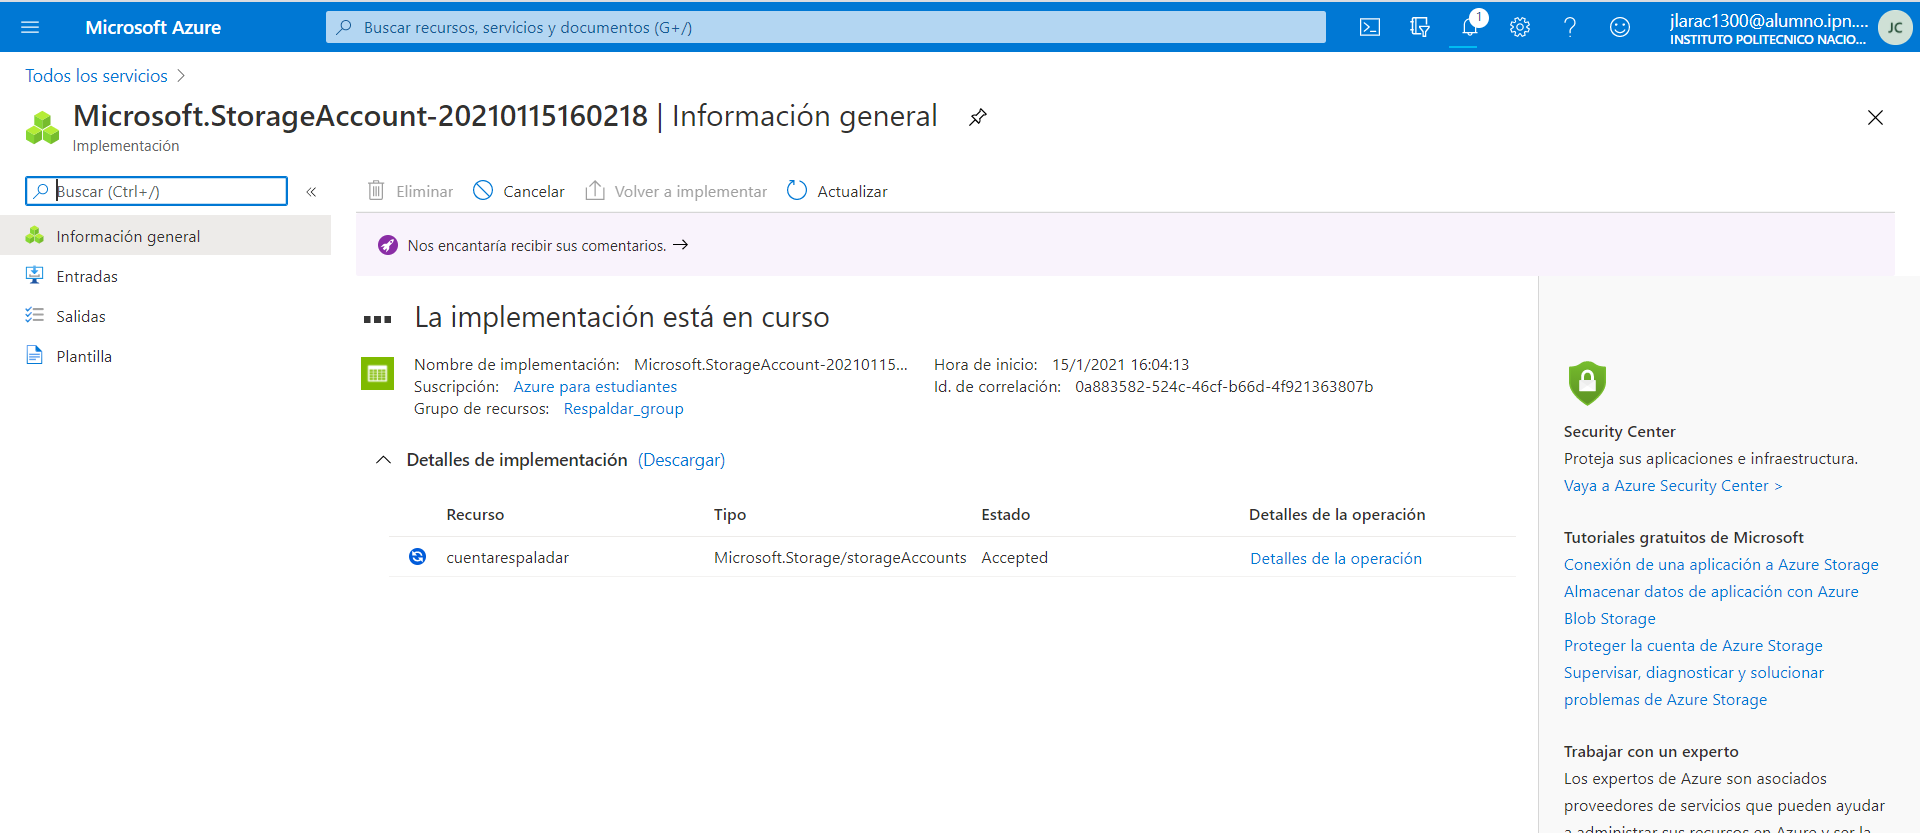 Microsoft Azure
Buscar recursos, servicios y documentos (G+/)
1
jlarac1300@alumno.ipn....
INSTITUTO POLITECNICO NACIO...
JC
Todos los servicios
Microsoft.StorageAccount-20210115160218 | Información general
Implementación
Buscar (Ctrl+/)
«
Eliminar
Cancelar
Volver a implementar
Actualizar
Información general
Entradas
Salidas
Plantilla
Nos encantaría recibir sus comentarios. →
La implementación está en curso
Nombre de implementación: Microsoft.StorageAccount-20210115...
Suscripción: Azure para estudiantes
Grupo de recursos: Respaldar_group
Hora de inicio: 15/1/2021 16:04:13
Id. de correlación: 0a883582-524c-46cf-b66d-4f921363807b
Detalles de implementación (Descargar)
Recurso Tipo Estado Detalles de la operación
cuentarespaladar Microsoft.Storage/storageAccounts Accepted Detalles de la operación
Security Center
Proteja sus aplicaciones e infraestructura.
Vaya a Azure Security Center >
Tutoriales gratuitos de Microsoft
Conexión de una aplicación a Azure Storage
Almacenar datos de aplicación con Azure
Blob Storage
Proteger la cuenta de Azure Storage
Supervisar, diagnosticar y solucionar
problemas de Azure Storage
Trabajar con un experto
Los expertos de Azure son asociados
proveedores de servicios que pueden ayudar
a administrar sus recursos en Azure y ser la